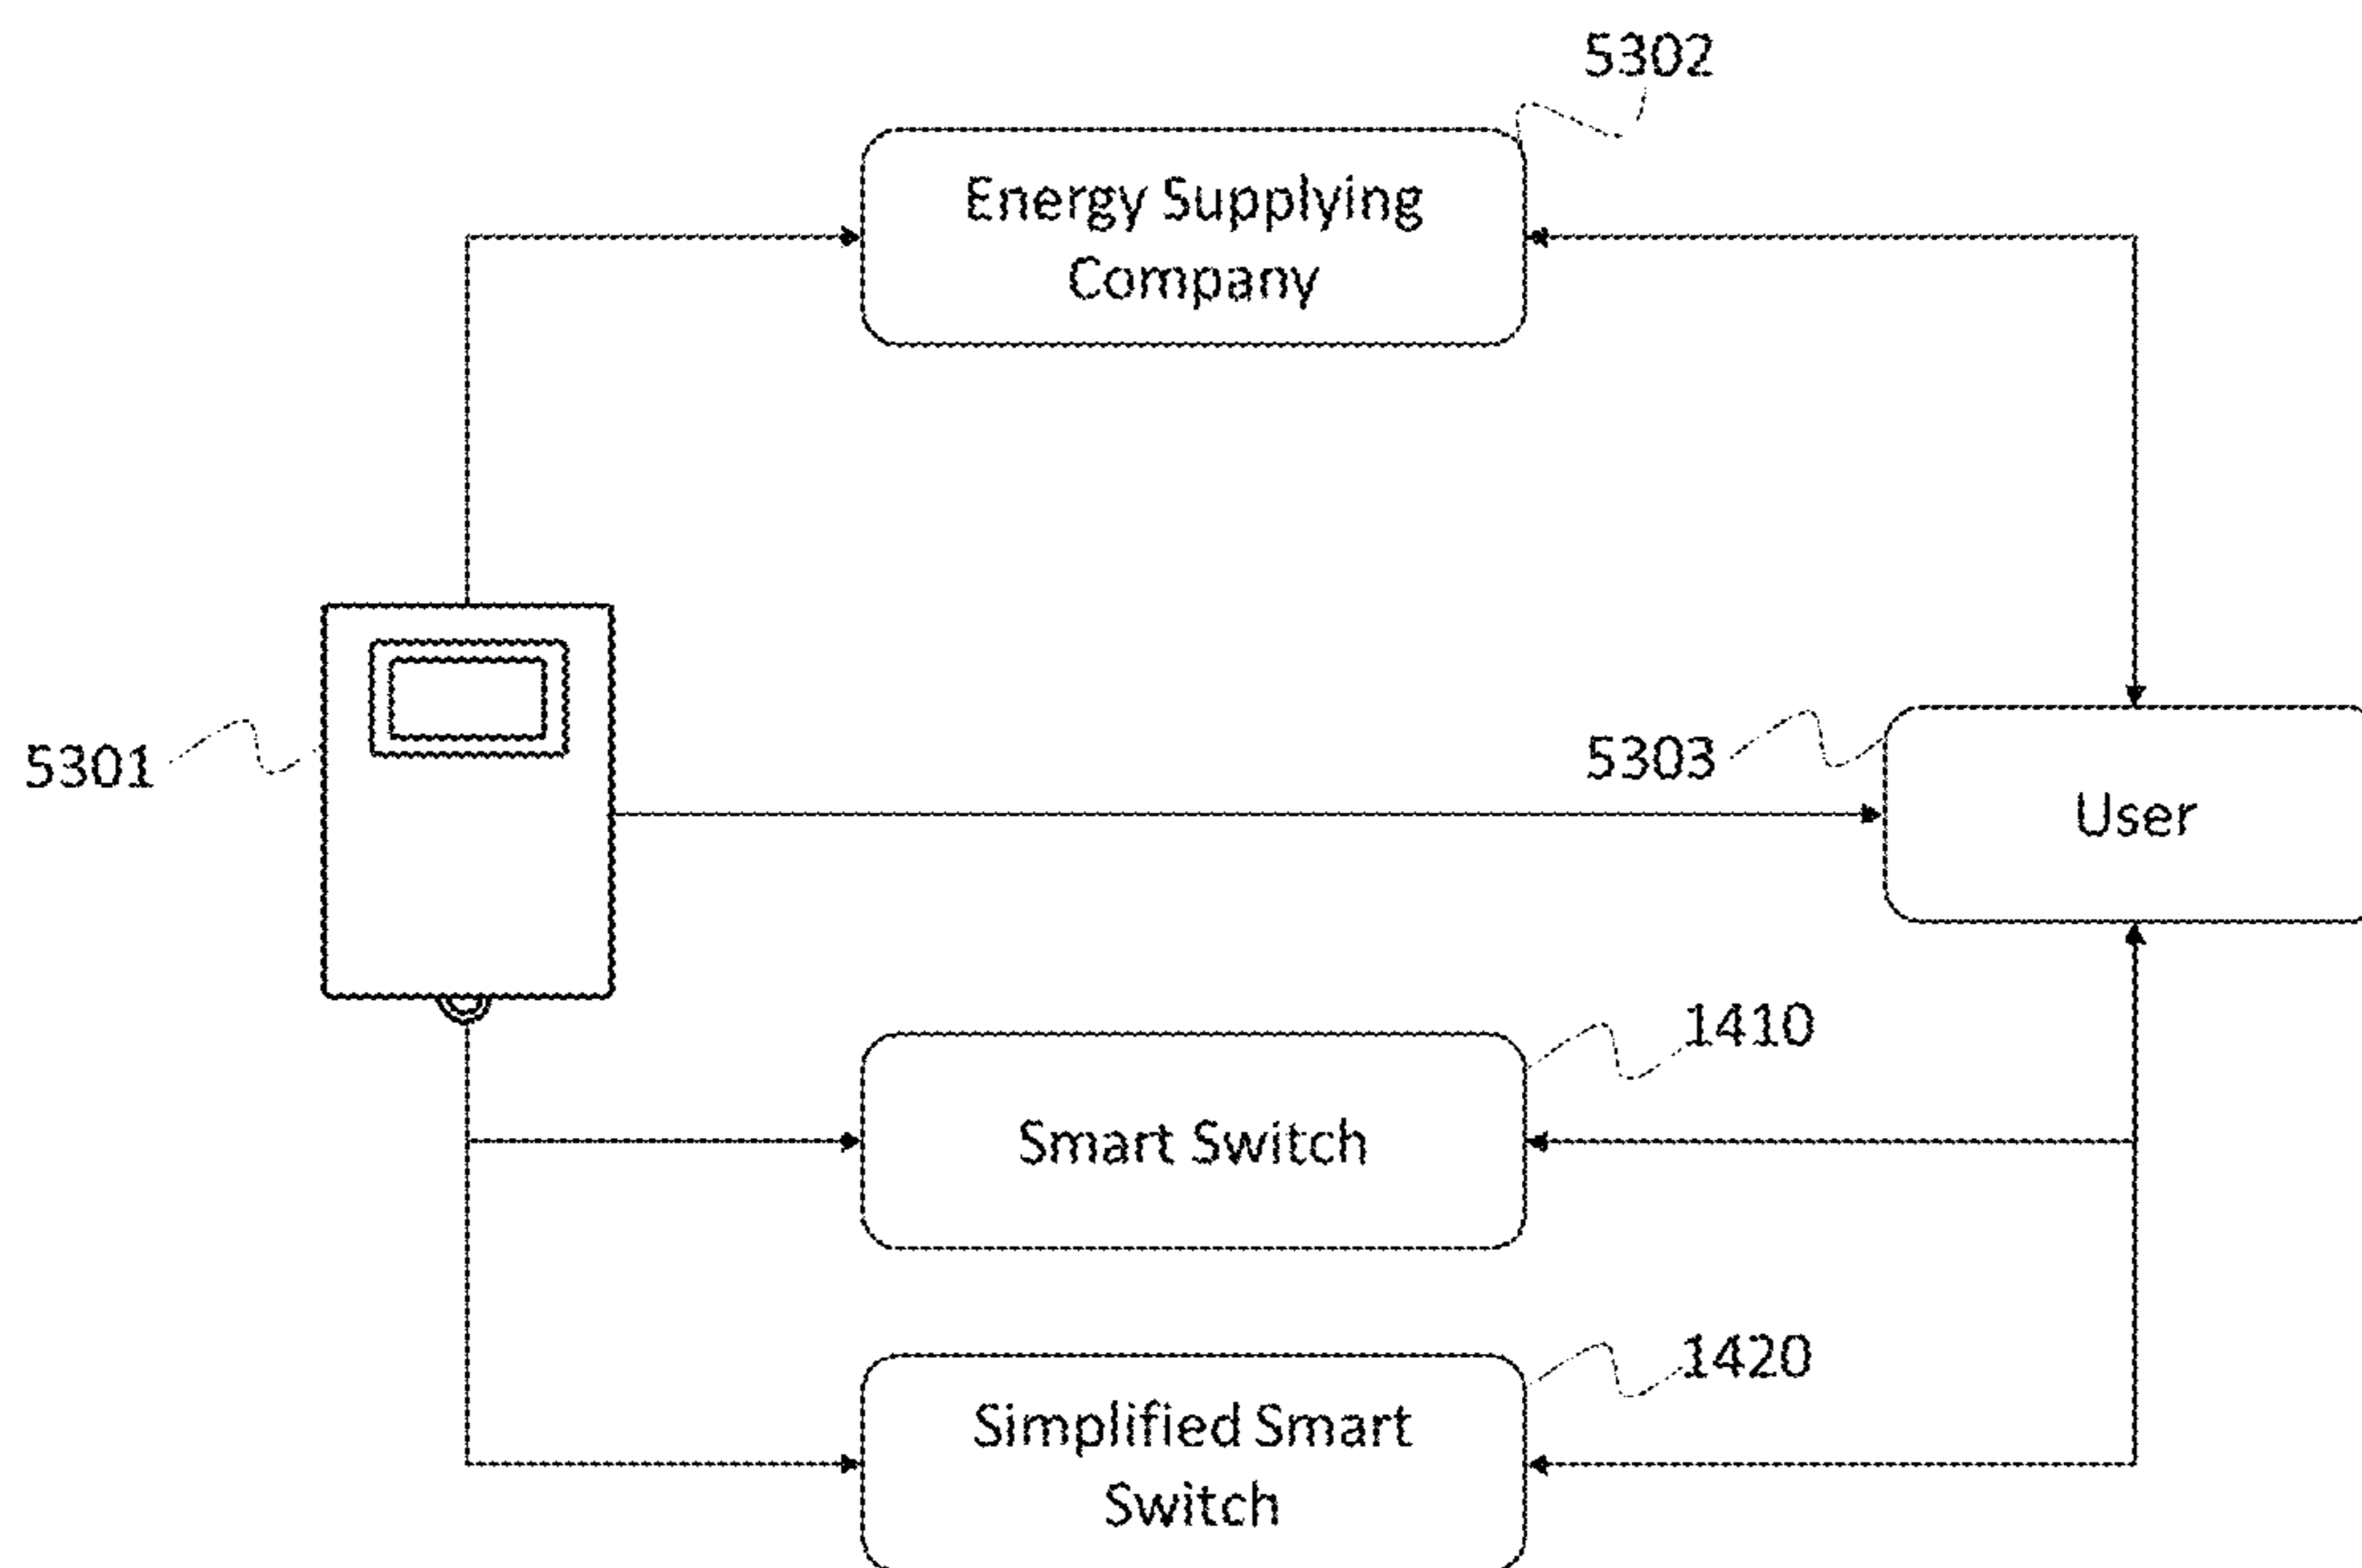 5302
Energy Supplying
Company
5301
5303
User
1410
Smart Switch
1420
Simplified Smart
Switch